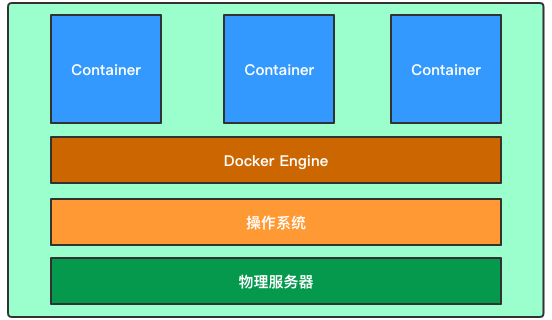 Container Container Container
Docker Engine
操作系统
物理服务器